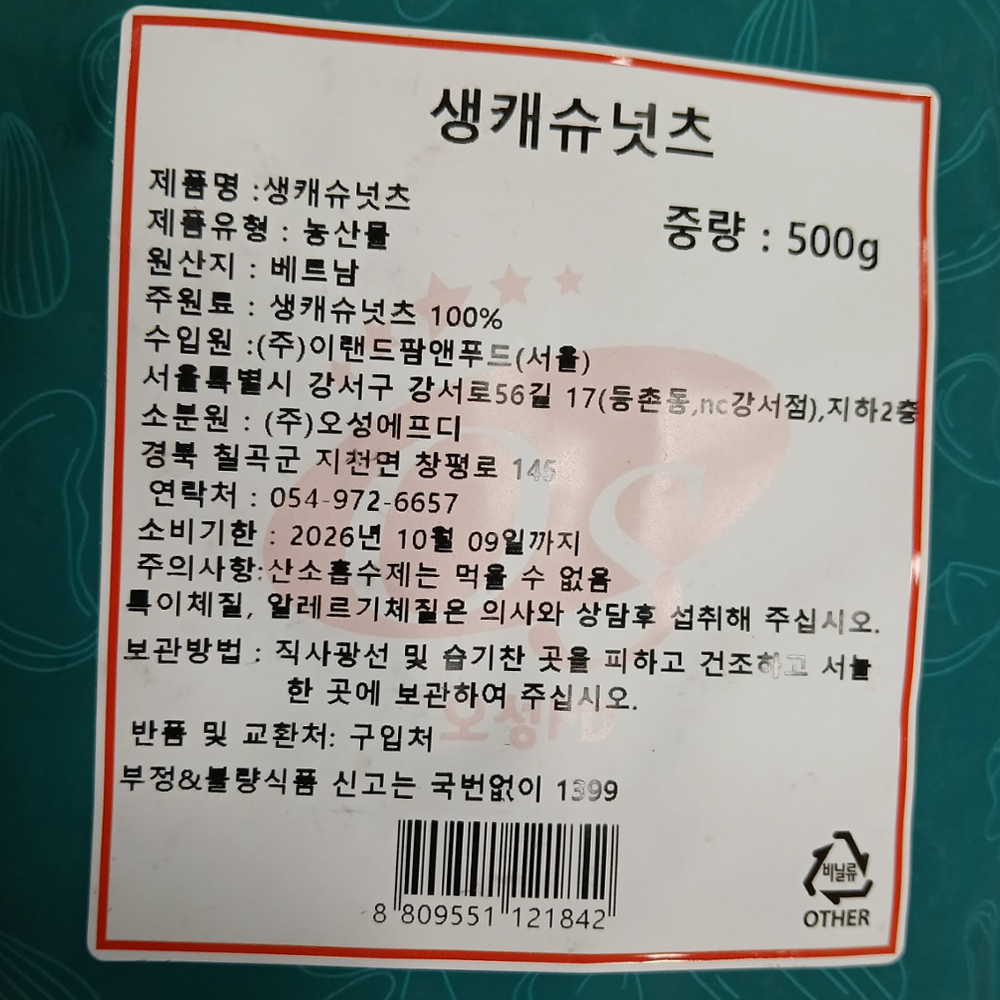 생캐슈넛츠
제품명 :생캐슈넛츠
중량 : 500g
제품유형 : 농산물
원산지 : 베트남
주원료 : 생캐슈넛츠 100%
수입원 :(주)이랜드팜앤푸드(서울)
서울특별시 강서구 강서로56길 17(등촌동,nc강서점),지하2층
소분원 : (주)오성에프디
경북 칠곡군 지천면 창평로 145
연락처 : 054-972-6657
소비기한 : 2026년 10월 09일까지
주의사항:산소흡수제는 먹을 수 없음
특이체질, 알레르기체질은 의사와 상담후 섭취해 주십시오.
보관방법 : 직사광선 및 습기찬 곳을 피하고 건조하고 서늘
한 곳에 보관하여 주십시오.
반품 및 교환처: 구입처
부정&불량식품 신고는 국번없이 1399
8 809551 121842
비닐류
OTHER